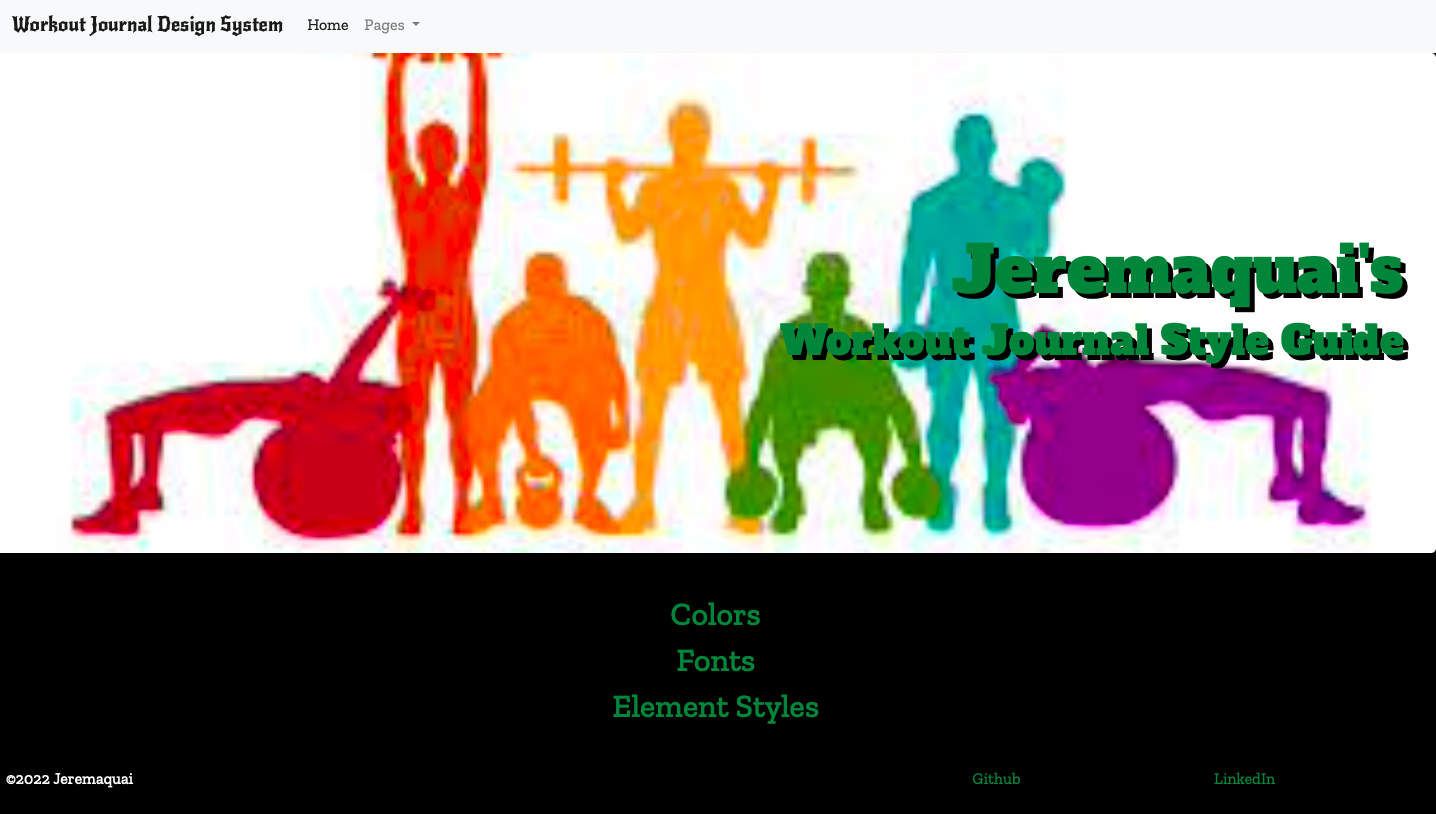 Workout Journal Design System Home Pages
Jeremaquai's
Workout Journal Style Guide
Colors
Fonts
Element Styles
©2022 Jeremaquai Github LinkedIn